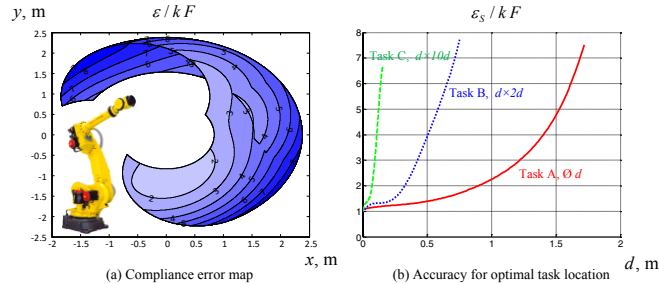 y, m
ε / k F
2.5
2
1.5
1
0.5
0
-0.5
-1
-1.5
-2
-2.5
-2 -1.5 -1 -0.5 0 0.5 1 1.5 2 2.5
x, m
(a) Compliance error map
ε_S / k F
8
7
6
5
4
3
2
1
0 0.5 1 1.5 2
d, m
Task C, d×10d
Task B, d×2d
Task A, Ø d
(b) Accuracy for optimal task location